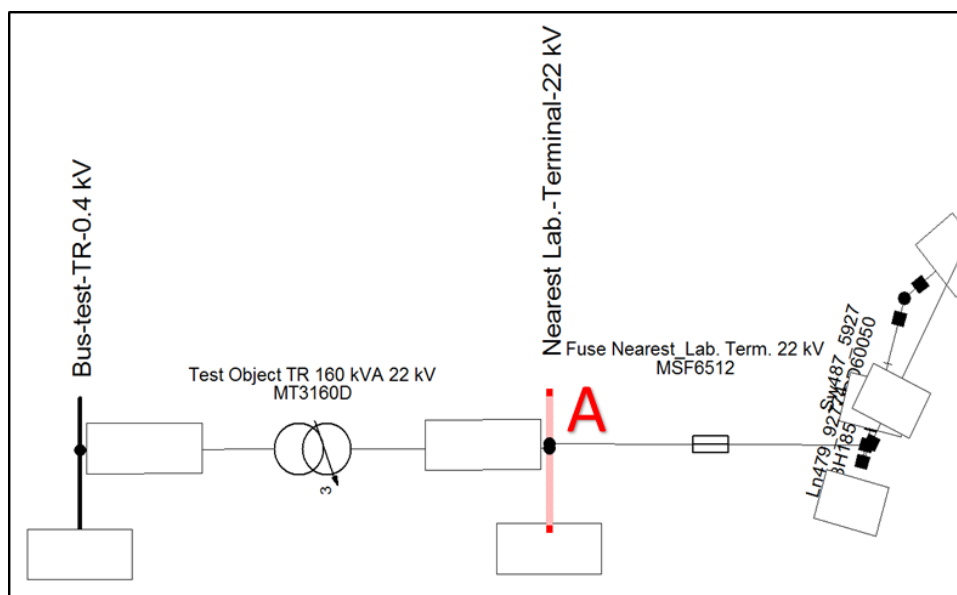 Bus-test-TR-0.4 kV
Test Object TR 160 kVA 22 kV
MT3160D
3
Nearest Lab.-Terminal-22 kV
A
Fuse Nearest_Lab. Term. 22 kV
MSF6512
Sw487_5927